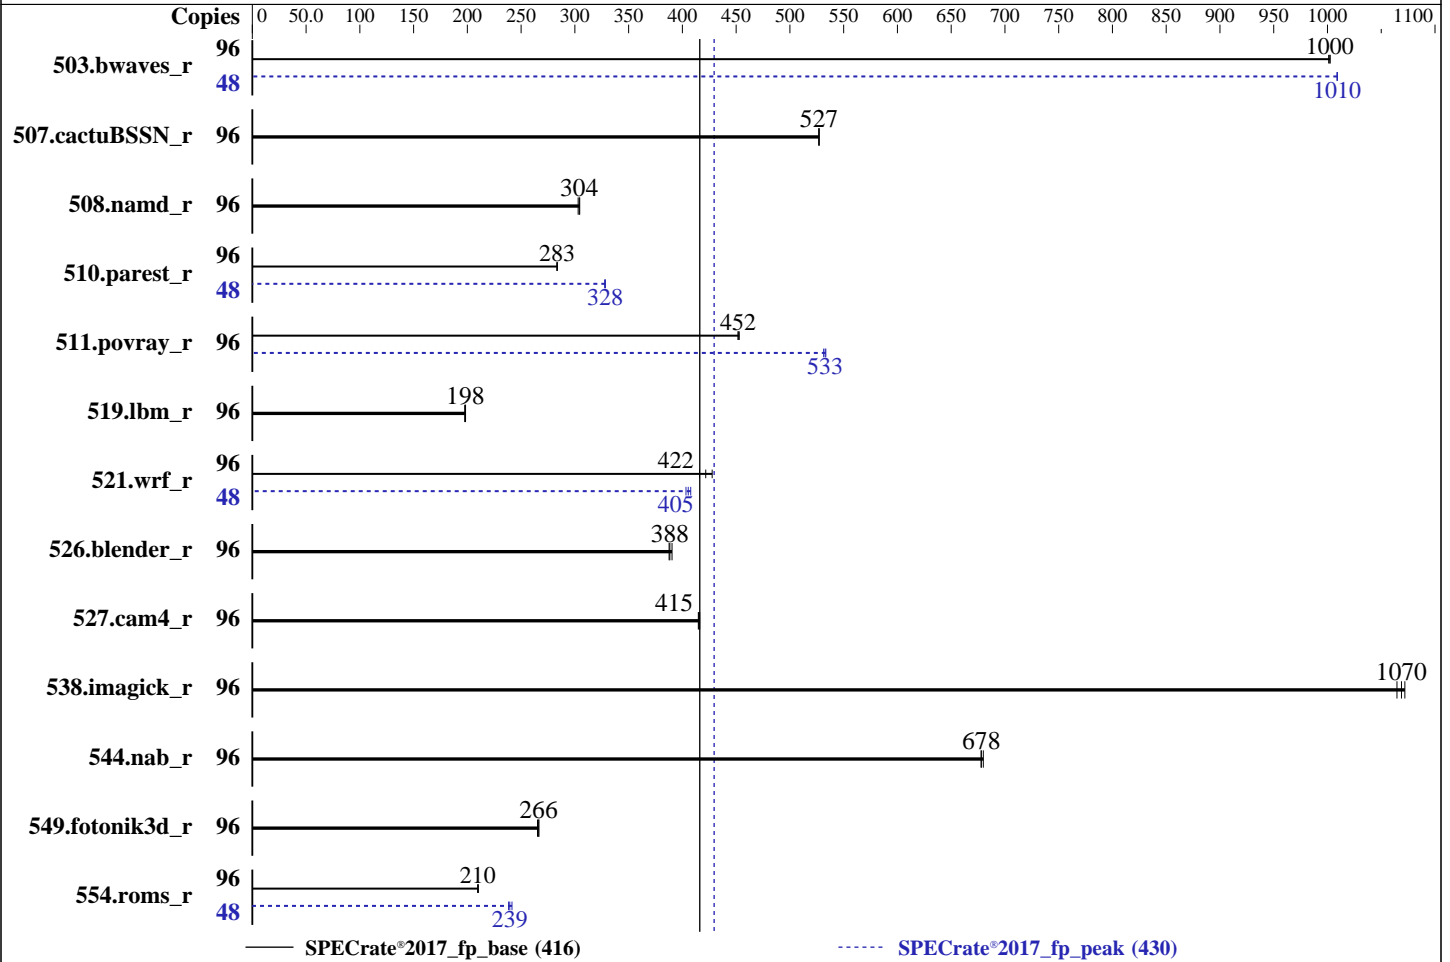 Copies 0 50.0 100 150 200 250 300 350 400 450 500 550 600 650 700 750 800 850 900 950 1000 1100
503.bwaves_r 96 1000
48 1010
507.cactuBSSN_r 96 527
508.namd_r 96 304
510.parest_r 96 283
48 328
511.povray_r 96 452
533
519.lbm_r 96 198
521.wrf_r 96 422
48 405
526.blender_r 96 388
527.cam4_r 96 415
538.imagick_r 96 1070
544.nab_r 96 678
549.fotonik3d_r 96 266
554.roms_r 96 210
48 239
SPECrate®2017_fp_base (416) SPECrate®2017_fp_peak (430)